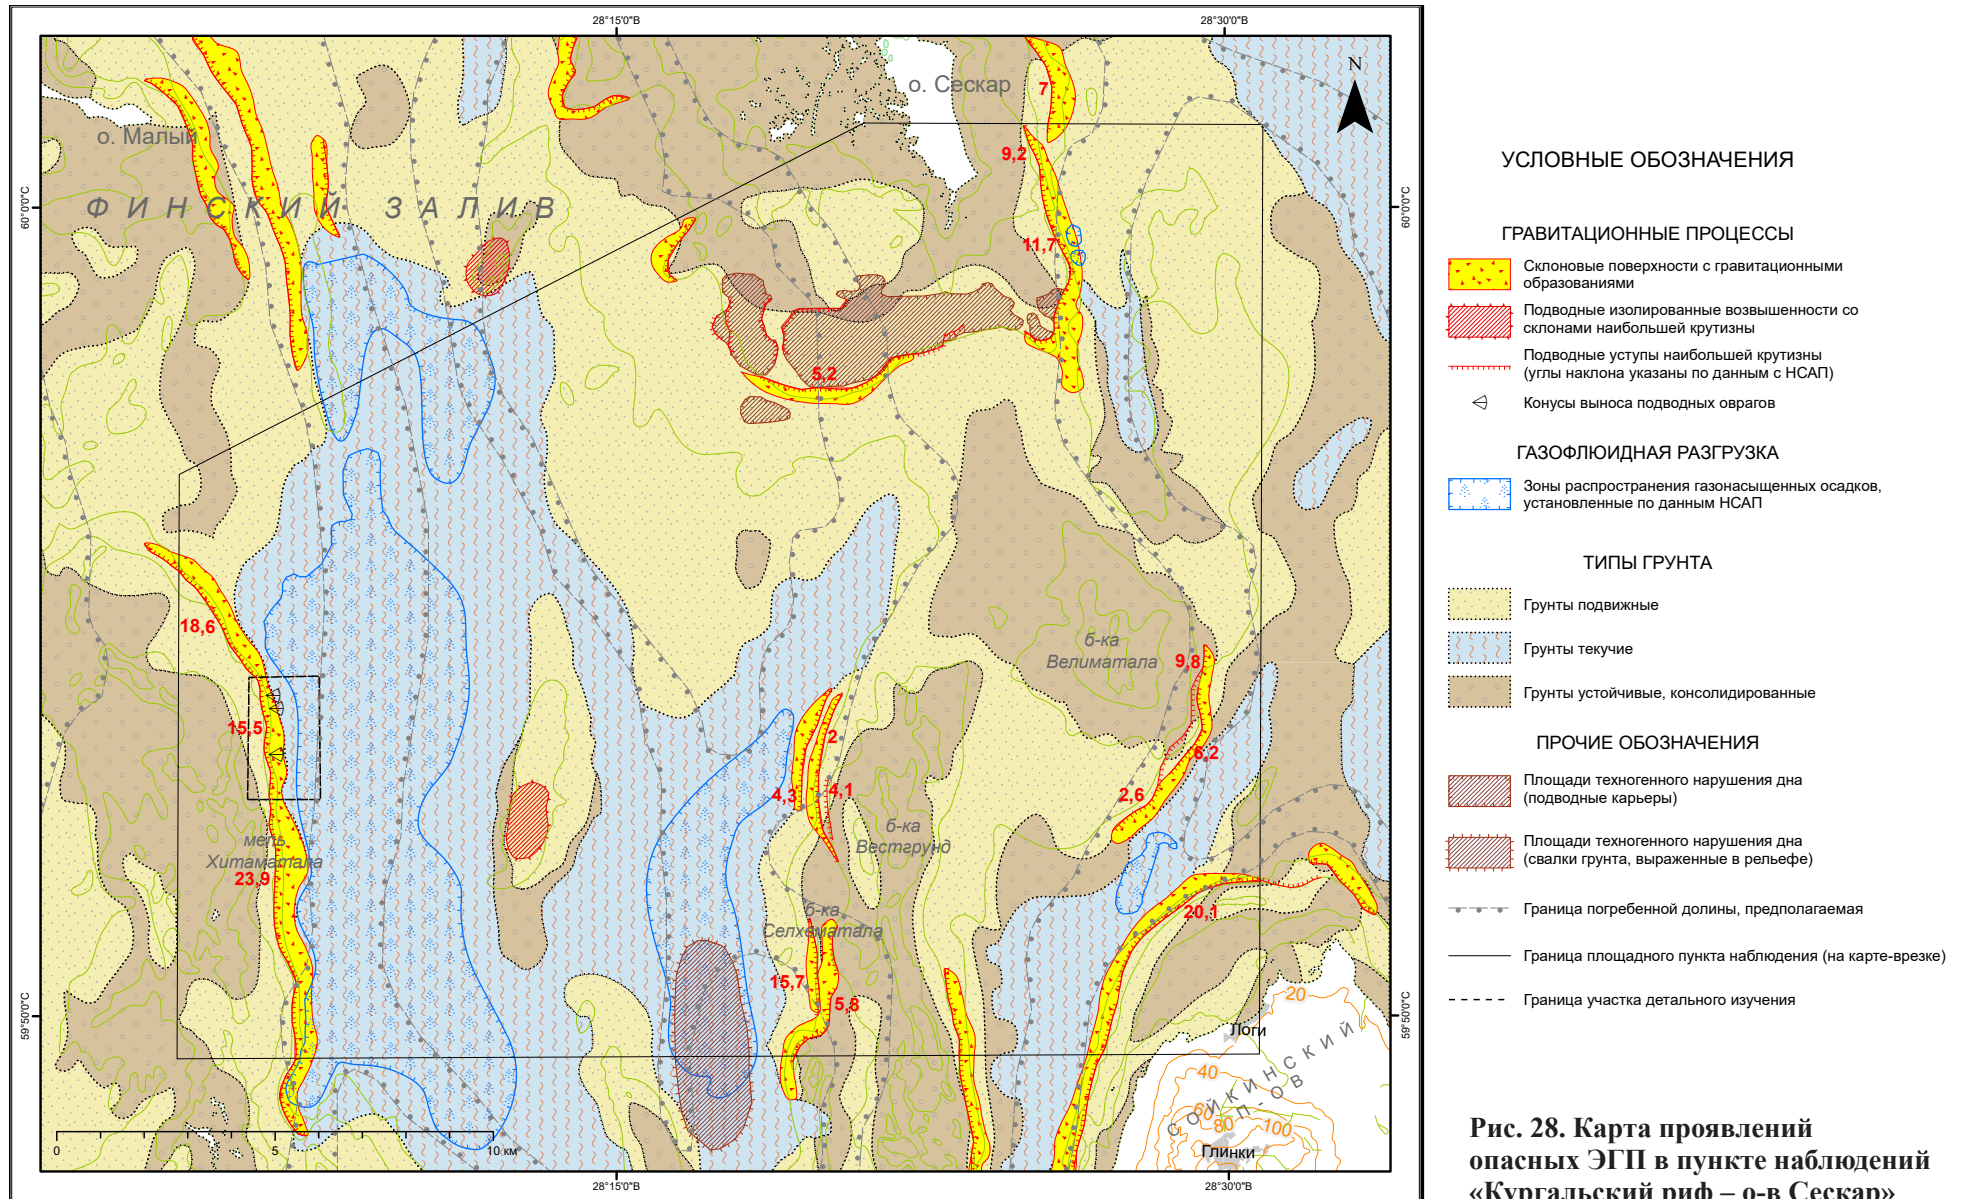 28°15'0"В
28°30'0"В
N
о. Сескар
о. Малый
7
9,2
60°0'0"С
60°0'0"С
ФИНСКИЙ ЗАЛИВ
11,7
5,2
18,6
б-ка
Велиматала
9,8
15,5
2
6,2
4,3
4,1
2,6
б-ка
Вестгрунд
мель
Хитаматала
23,9
б-ка
Селхематала
20,1
15,7
5,8
59°50'0"С
59°50'0"С
20
Логи
СОЙКИНСКИЙ
П-ОВ
40
60
80
100
Глинки
0
5
10 км
28°15'0"В
28°30'0"В
УСЛОВНЫЕ ОБОЗНАЧЕНИЯ
ГРАВИТАЦИОННЫЕ ПРОЦЕССЫ
Склоновые поверхности с гравитационными
образованиями
Подводные изолированные возвышенности со
склонами наибольшей крутизны
Подводные уступы наибольшей крутизны
(углы наклона указаны по данным с НСАП)
Конусы выноса подводных оврагов
ГАЗОФЛЮИДНАЯ РАЗГРУЗКА
Зоны распространения газонасыщенных осадков,
установленные по данным НСАП
ТИПЫ ГРУНТА
Грунты подвижные
Грунты текучие
Грунты устойчивые, консолидированные
ПРОЧИЕ ОБОЗНАЧЕНИЯ
Площади техногенного нарушения дна
(подводные карьеры)
Площади техногенного нарушения дна
(свалки грунта, выраженные в рельефе)
Граница погребенной долины, предполагаемая
Граница площадного пункта наблюдения (на карте-врезке)
Граница участка детального изучения
Рис. 28. Карта проявлений
опасных ЭГП в пункте наблюдений
«Кургальский риф – о-в Сескар»